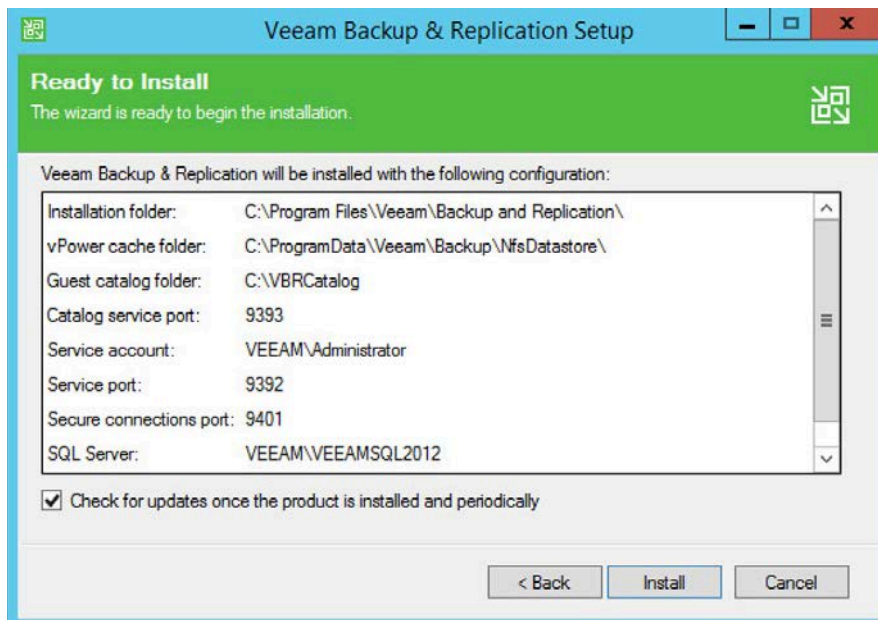 Veeam Backup & Replication Setup
Ready to Install
The wizard is ready to begin the installation.
Veeam Backup & Replication will be installed with the following configuration:
Installation folder: C:\Program Files\Veeam\Backup and Replication\
vPower cache folder: C:\ProgramData\Veeam\Backup\NfsDatastore\
Guest catalog folder: C:\VBRCatalog
Catalog service port: 9393
Service account: VEEAM\Administrator
Service port: 9392
Secure connections port: 9401
SQL Server: VEEAM\VEEAMSQL2012
Check for updates once the product is installed and periodically
< Back Install Cancel